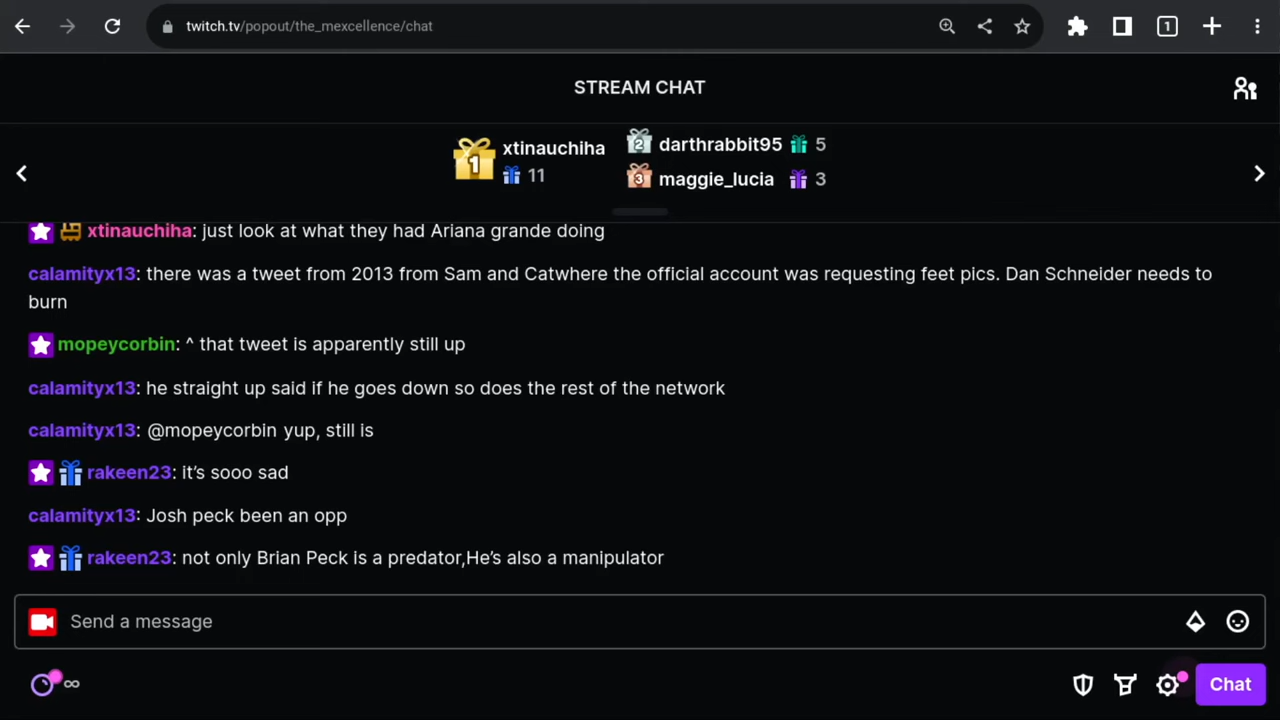 twitch.tv/popout/the_mexcellence/chat
1
STREAM CHAT
1 xtinauchiha 11
2 darthrabbit95 5
3 maggie_lucia 3
xtinauchiha: just look at what they had Ariana grande doing
calamityx13: there was a tweet from 2013 from Sam and Catwhere the official account was requesting feet pics. Dan Schneider needs to
burn
mopeycorbin: ^ that tweet is apparently still up
calamityx13: he straight up said if he goes down so does the rest of the network
calamityx13: @mopeycorbin yup, still is
rakeen23: it’s sooo sad
calamityx13: Josh peck been an opp
rakeen23: not only Brian Peck is a predator,He’s also a manipulator
Send a message
∞
Chat